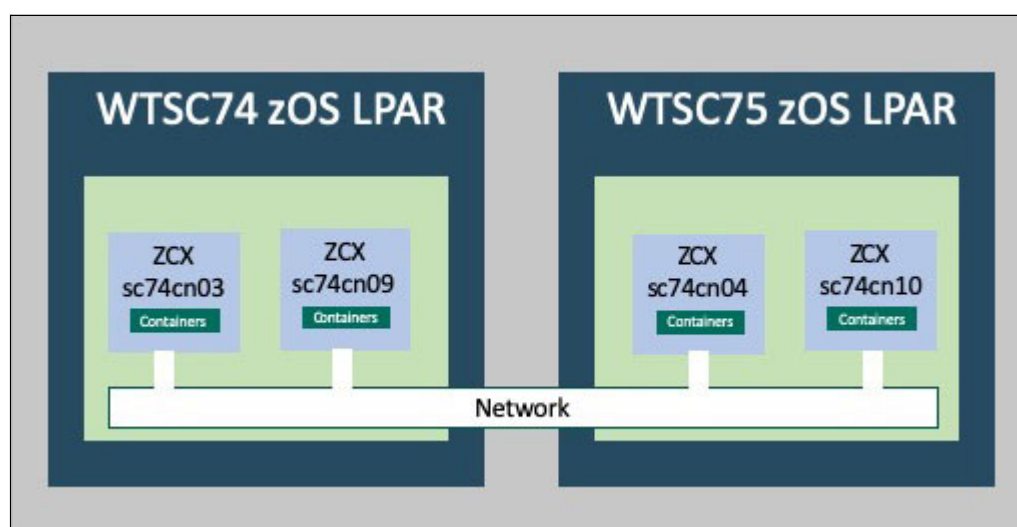 WTSC74 zOS LPAR
WTSC75 zOS LPAR
ZCX
sc74cn03
Containers
ZCX
sc74cn09
Containers
ZCX
sc74cn04
Containers
ZCX
sc74cn10
Containers
Network